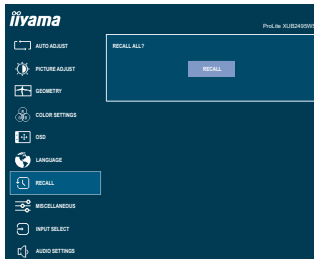 iiyama
ProLite XUB2495WS
AUTO ADJUST
RECALL ALL?
PICTURE ADJUST
RECALL
GEOMETRY
COLOR SETTINGS
OSD
LANGUAGE
RECALL
MISCELLANEOUS
INPUT SELECT
AUDIO SETTINGS